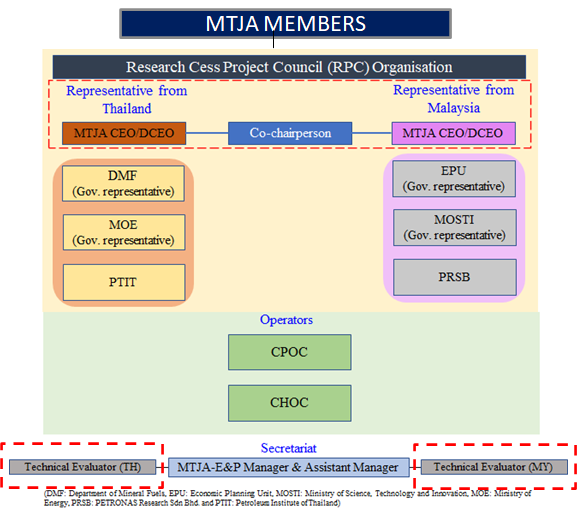 MTJA MEMBERS
Research Cess Project Council (RPC) Organisation
Representative from
Thailand
Representative from
Malaysia
MTJA CEO/DCEO
Co-chairperson
MTJA CEO/DCEO
DMF
(Gov. representative)
MOE
(Gov. representative)
PTIT
EPU
(Gov. representative)
MOSTI
(Gov. representative)
PRSB
Operators
CPOC
CHOC
Secretariat
Technical Evaluator (TH)
MTJA-E&P Manager & Assistant Manager
Technical Evaluator (MY)
(DMF: Department of Mineral Fuels, EPU: Economic Planning Unit, MOSTI: Ministry of Science, Technology and Innovation, MOE: Ministry of
Energy, PRSB: PETRONAS Research Sdn Bhd. and PTIT: Petroleum Institute of Thailand)